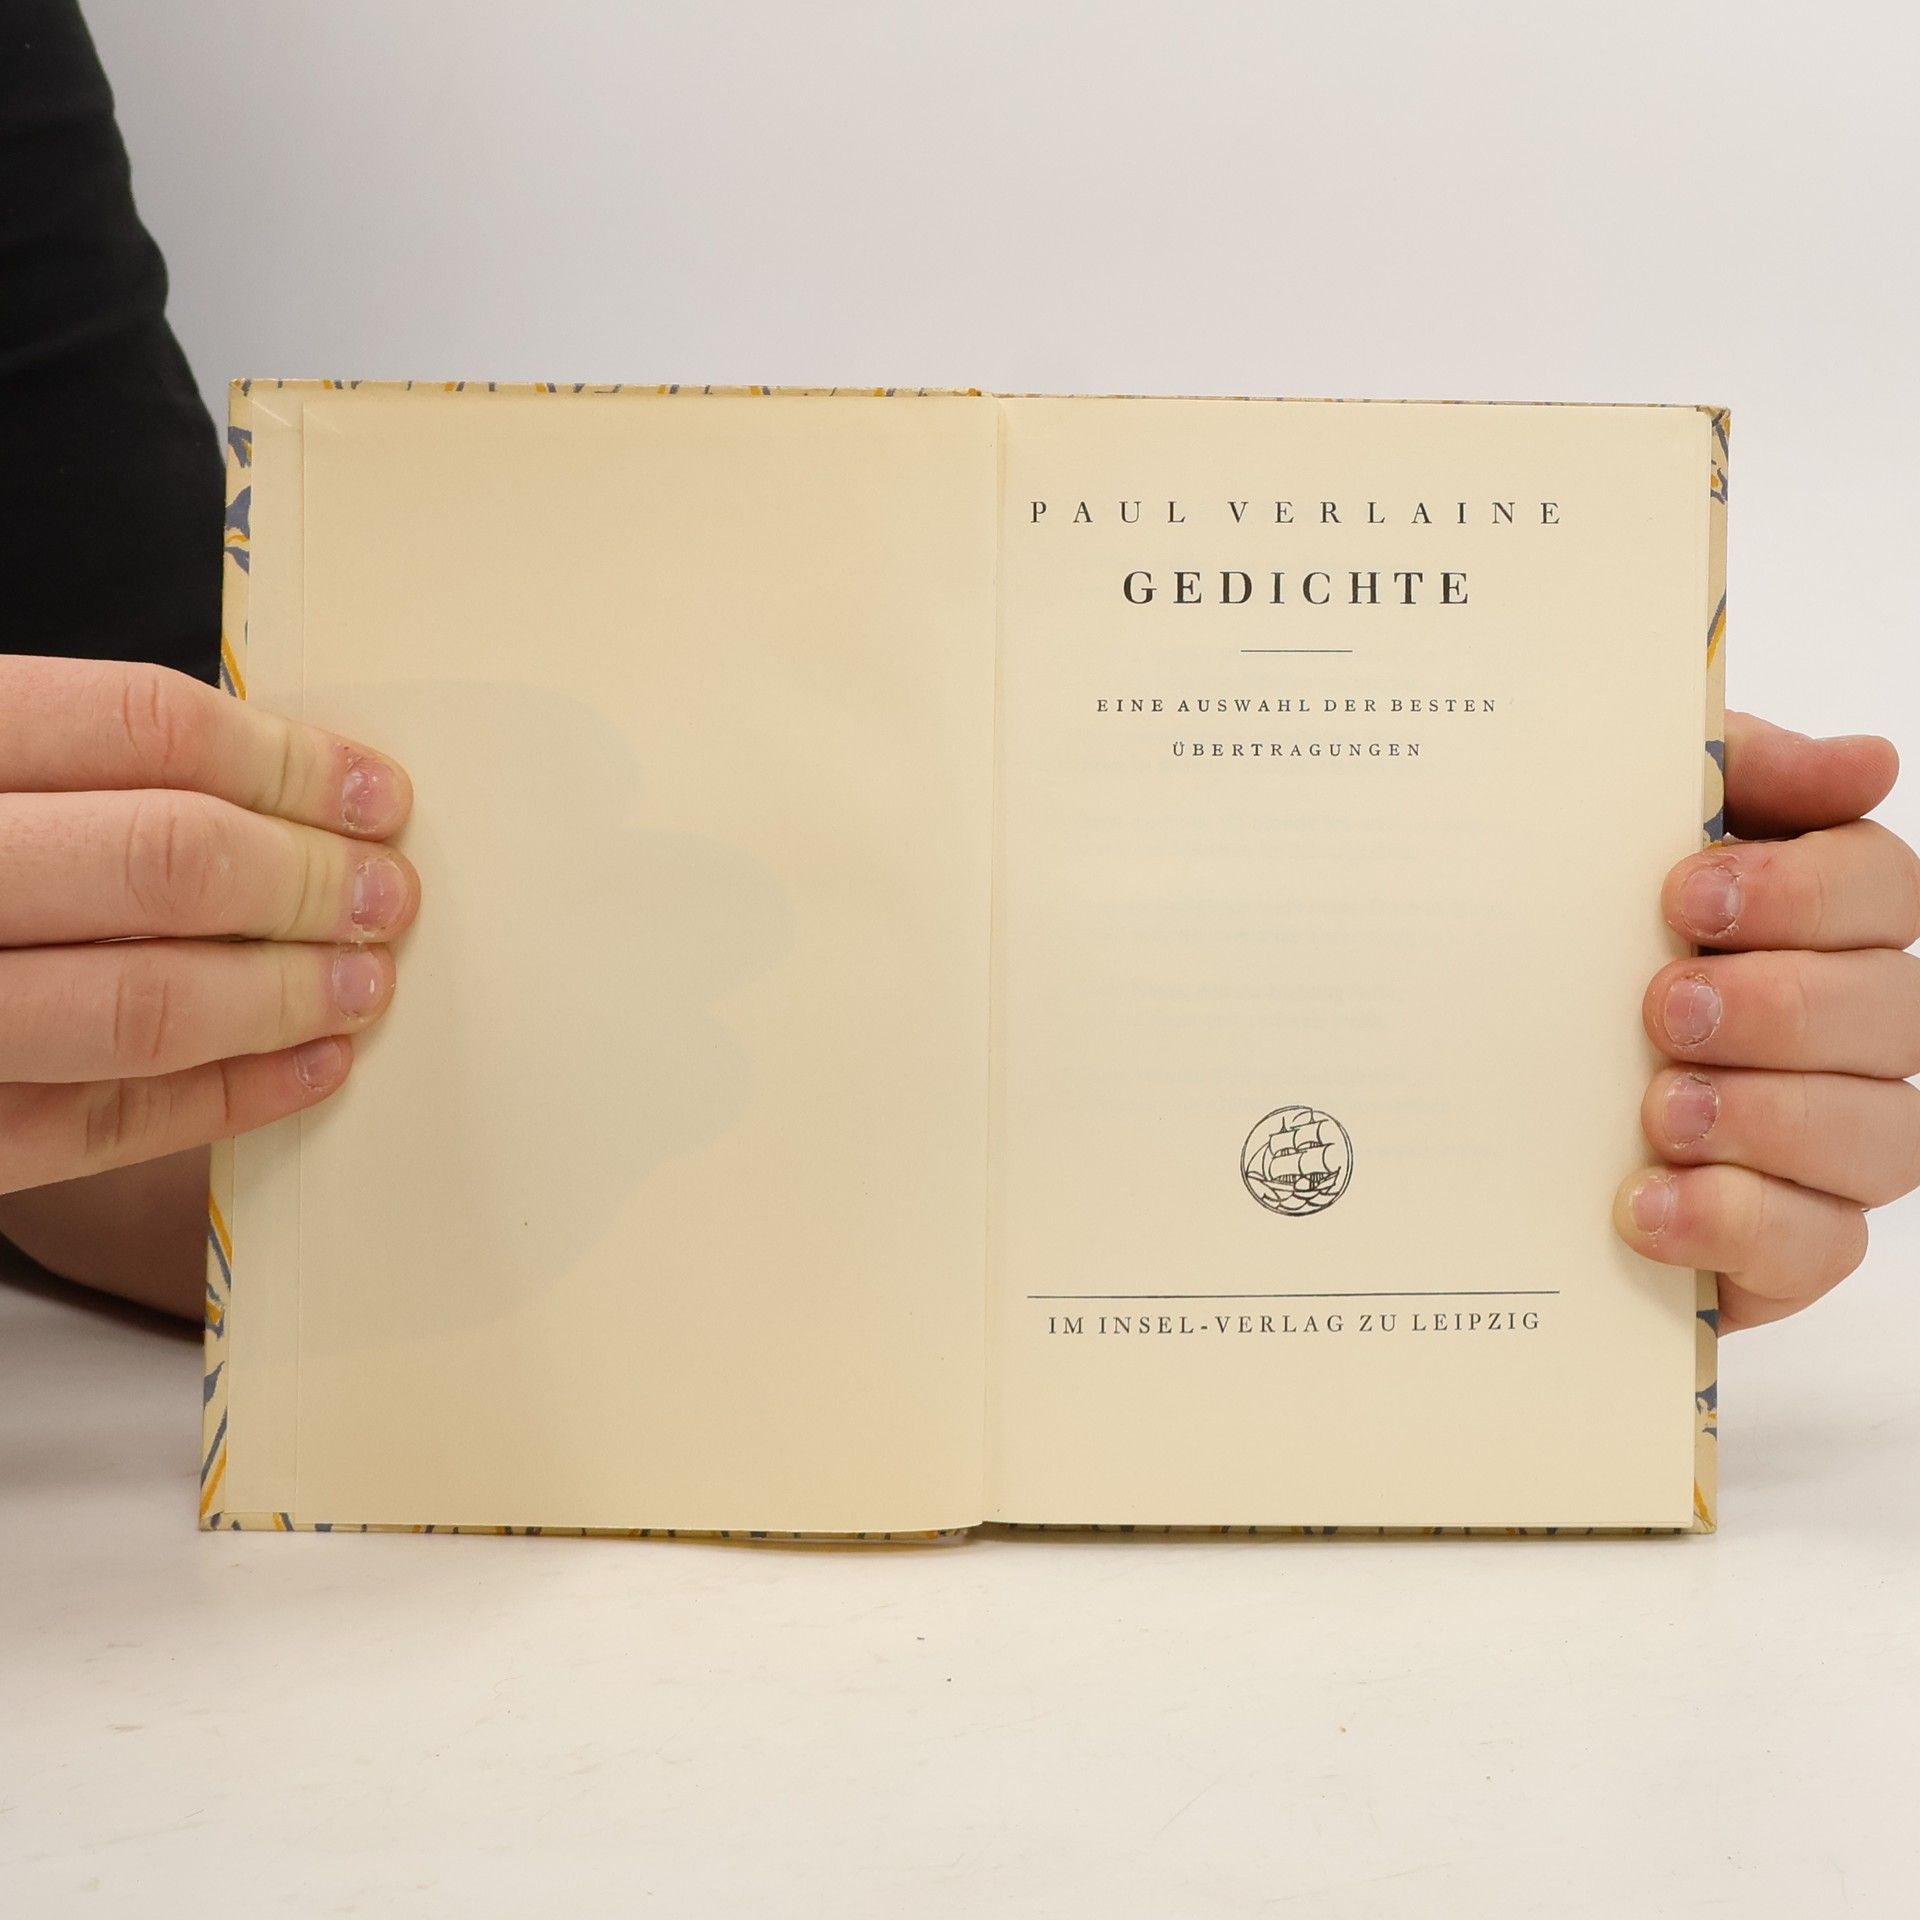 PAUL VERLAINE
GEDICHTE
EINE AUSWAHL DER BESTEN
ÜBERTRAGUNGEN
IM INSEL-VERLAG ZU LEIPZIG